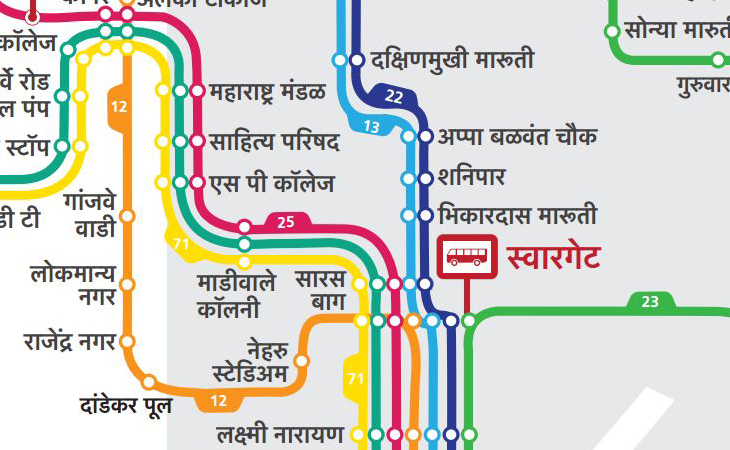 कॉलेज
दक्षिणमुखी मारूती
सोन्या मारुती
र्वे रोड
ल पंप
महाराष्ट्र मंडळ
गुरुवार
12
22
13
स्टॉप
साहित्य परिषद
अप्पा बळवंत चौक
एस पी कॉलेज
शनिपार
डी टी
गांजवे
वाडी
25
भिकारदास मारूती
71
स्वारगेट
लोकमान्य
नगर
माडीवाले
कॉलनी
सारस
बाग
23
राजेंद्र नगर
नेहरु
स्टेडिअम
71
दांडेकर पूल
12
लक्ष्मी नारायण